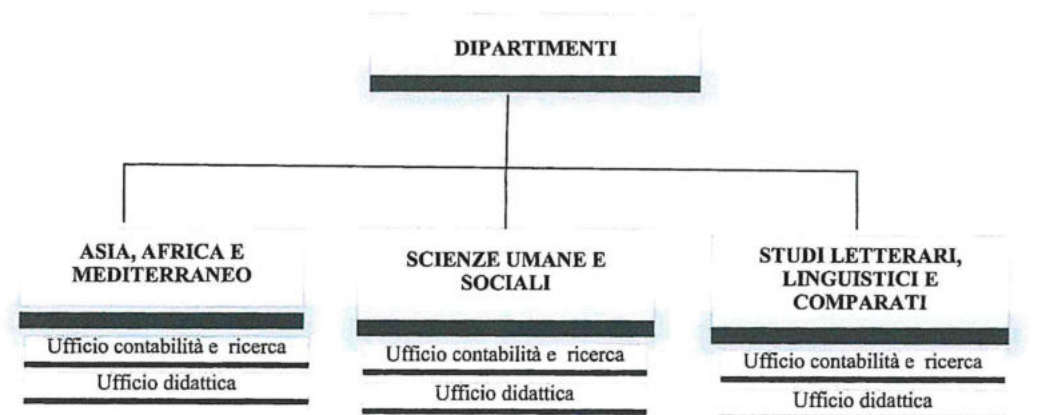 DIPARTIMENTI
ASIA, AFRICA E
MEDITERRANEO
Ufficio contabilità e ricerca
Ufficio didattica
SCIENZE UMANE E
SOCIALI
Ufficio contabilità e ricerca
Ufficio didattica
STUDI LETTERARI,
LINGUISTICI E
COMPARATI
Ufficio contabilità e ricerca
Ufficio didattica